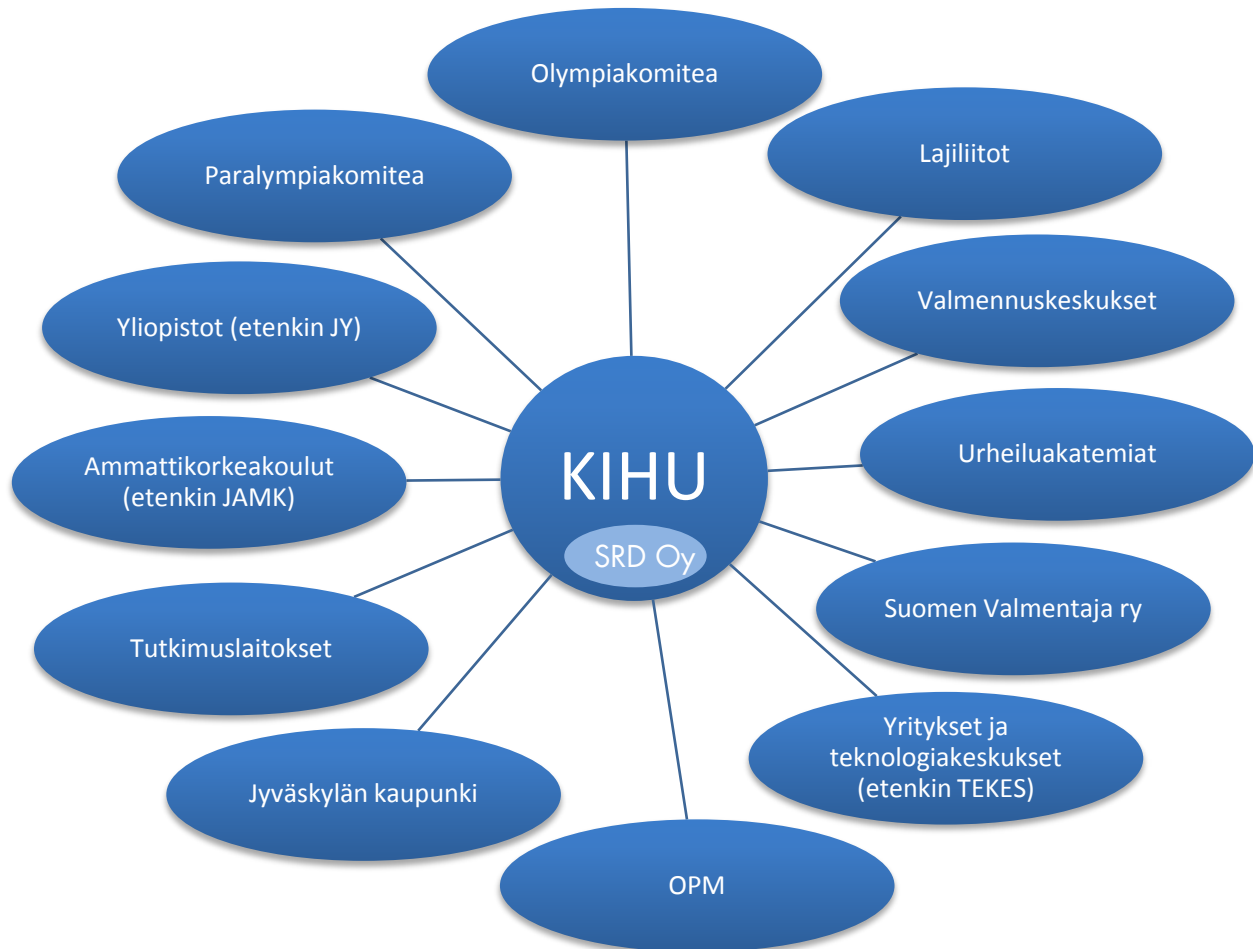 Olympiakomitea
Lajiliitot
Paralympiakomitea
Valmennuskeskukset
Yliopistot (etenkin JY)
Urheiluakatemiat
KIHU
SRD Oy
Ammattikorkeakoulut
(etenkin JAMK)
Suomen Valmentaja ry
Tutkimuslaitokset
Yritykset ja
teknologiakeskukset
(etenkin TEKES)
Jyväskylän kaupunki
OPM